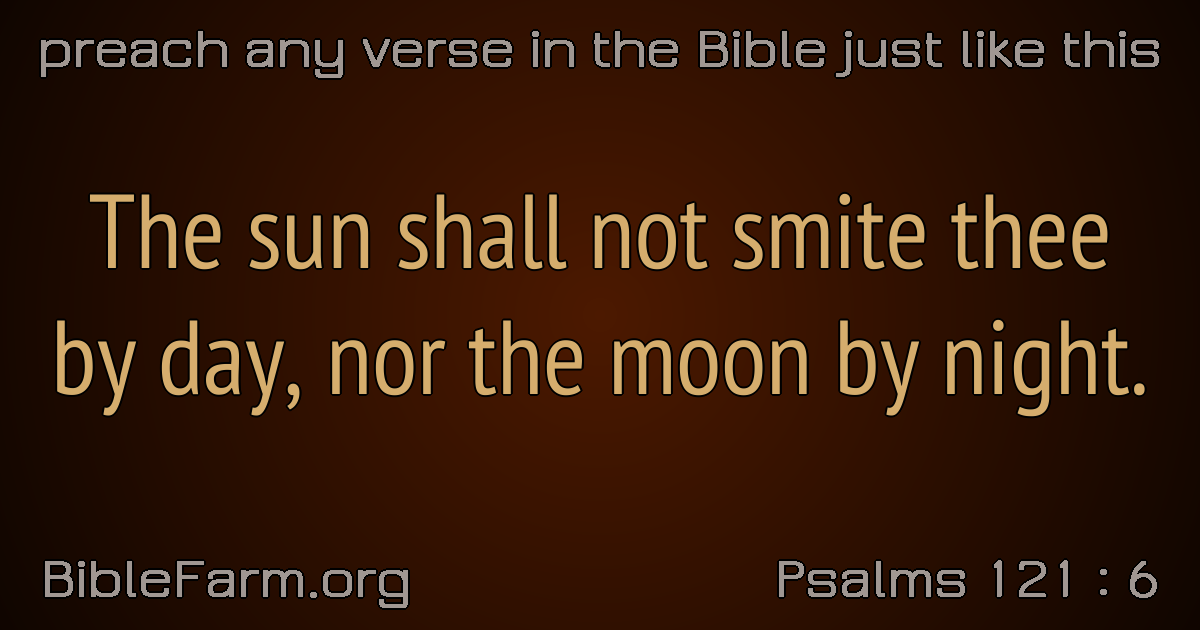 preach any verse in the Bible just like this
The sun shall not smite thee
by day, nor the moon by night.
BibleFarm.org
Psalms 121 : 6